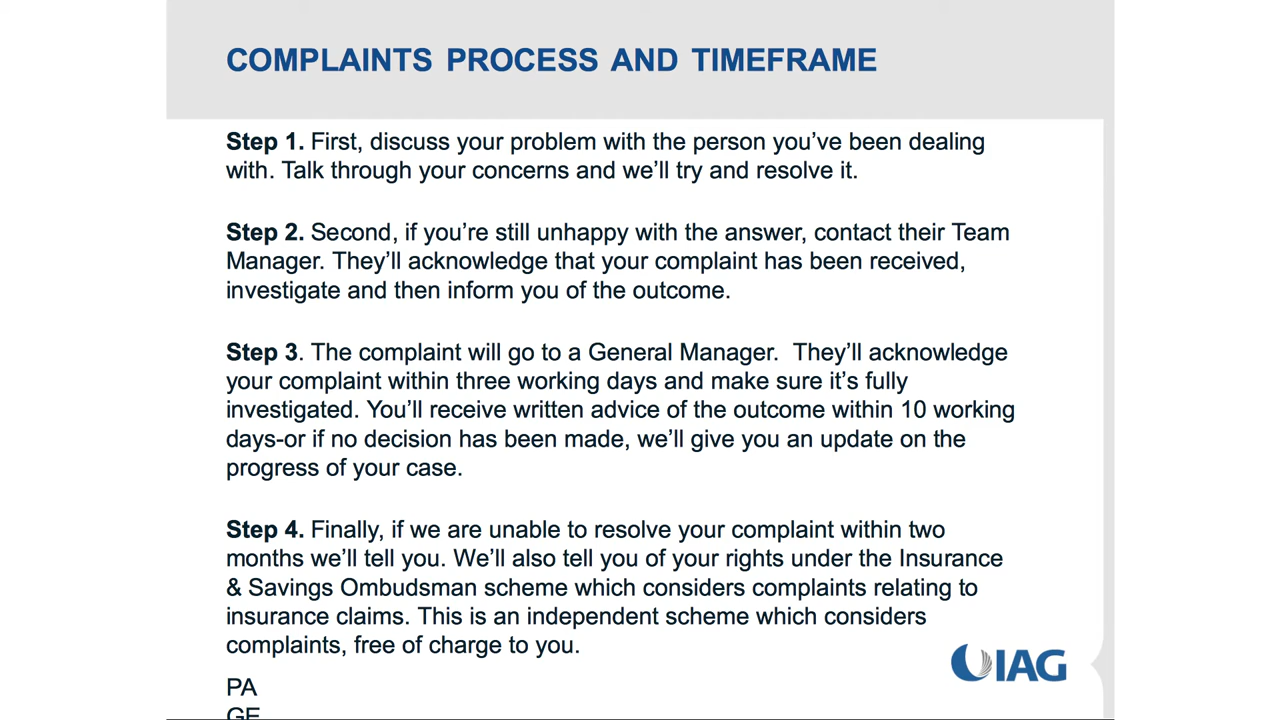 COMPLAINTS PROCESS AND TIMEFRAME
Step 1. First, discuss your problem with the person you’ve been dealing
with. Talk through your concerns and we’ll try and resolve it.
Step 2. Second, if you’re still unhappy with the answer, contact their Team
Manager. They’ll acknowledge that your complaint has been received,
investigate and then inform you of the outcome.
Step 3. The complaint will go to a General Manager.  They’ll acknowledge
your complaint within three working days and make sure it’s fully
investigated. You’ll receive written advice of the outcome within 10 working
days-or if no decision has been made, we’ll give you an update on the
progress of your case.
Step 4. Finally, if we are unable to resolve your complaint within two
months we’ll tell you. We’ll also tell you of your rights under the Insurance
& Savings Ombudsman scheme which considers complaints relating to
insurance claims. This is an independent scheme which considers
complaints, free of charge to you.
IAG
PA
GE